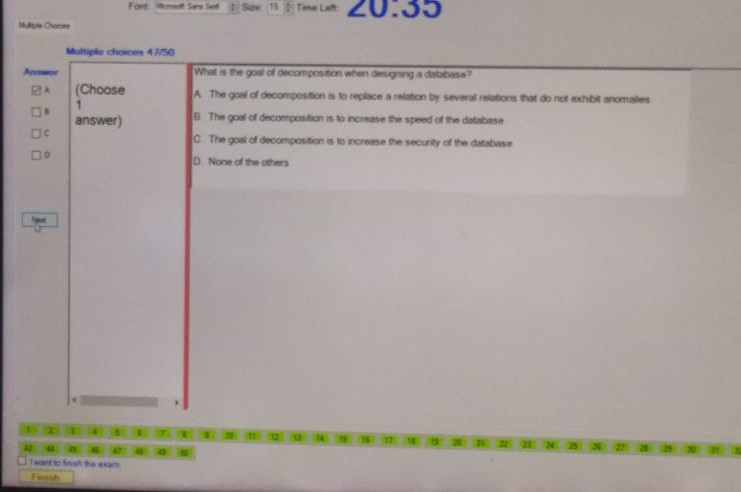 Font: Microsoft Sans Serif Size: 15 Time Left: 20:35
Multiple Choices
Multiple choices 47/50
Answer
A
B
C
D
Next
(Choose
1
answer)
What is the goal of decomposition when designing a database?
A. The goal of decomposition is to replace a relation by several relations that do not exhibit anomalies
B. The goal of decomposition is to increase the speed of the database
C. The goal of decomposition is to increase the security of the database
D. None of the others
1 2 3 4 5 6 7 8 9 10 11 12 13 14 15 16 17 18 19 20 21 22 23 24 25 26 27 28 29 30 31
43 44 45 46 47 48 49 50
I want to finish the exam
Finish